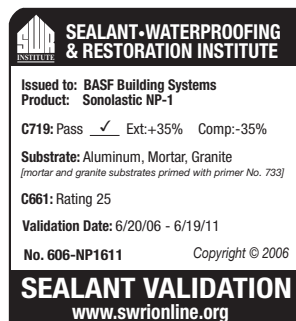 SWR
INSTITUTE
SEALANT•WATERPROOFING
& RESTORATION INSTITUTE
Issued to: BASF Building Systems
Product: Sonolastic NP-1
C719: Pass ✓ Ext:+35% Comp:-35%
Substrate: Aluminum, Mortar, Granite
[mortar and granite substrates primed with primer No. 733]
C661: Rating 25
Validation Date: 6/20/06 - 6/19/11
No. 606-NP1611 Copyright © 2006
SEALANT VALIDATION
www.swrionline.org